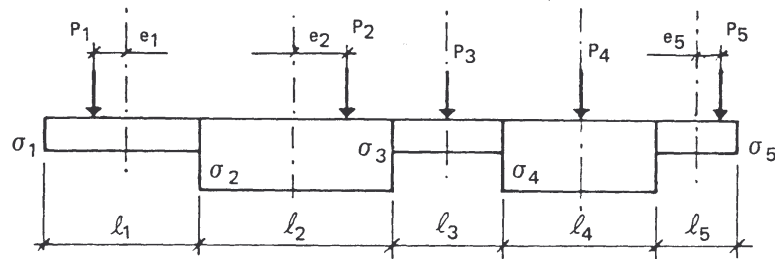 P₁ e₁ e₂ P₂ P₃ P₄ e₅ P₅
σ₁ σ₂ σ₃ σ₄ σ₅
ℓ₁ ℓ₂ ℓ₃ ℓ₄ ℓ₅